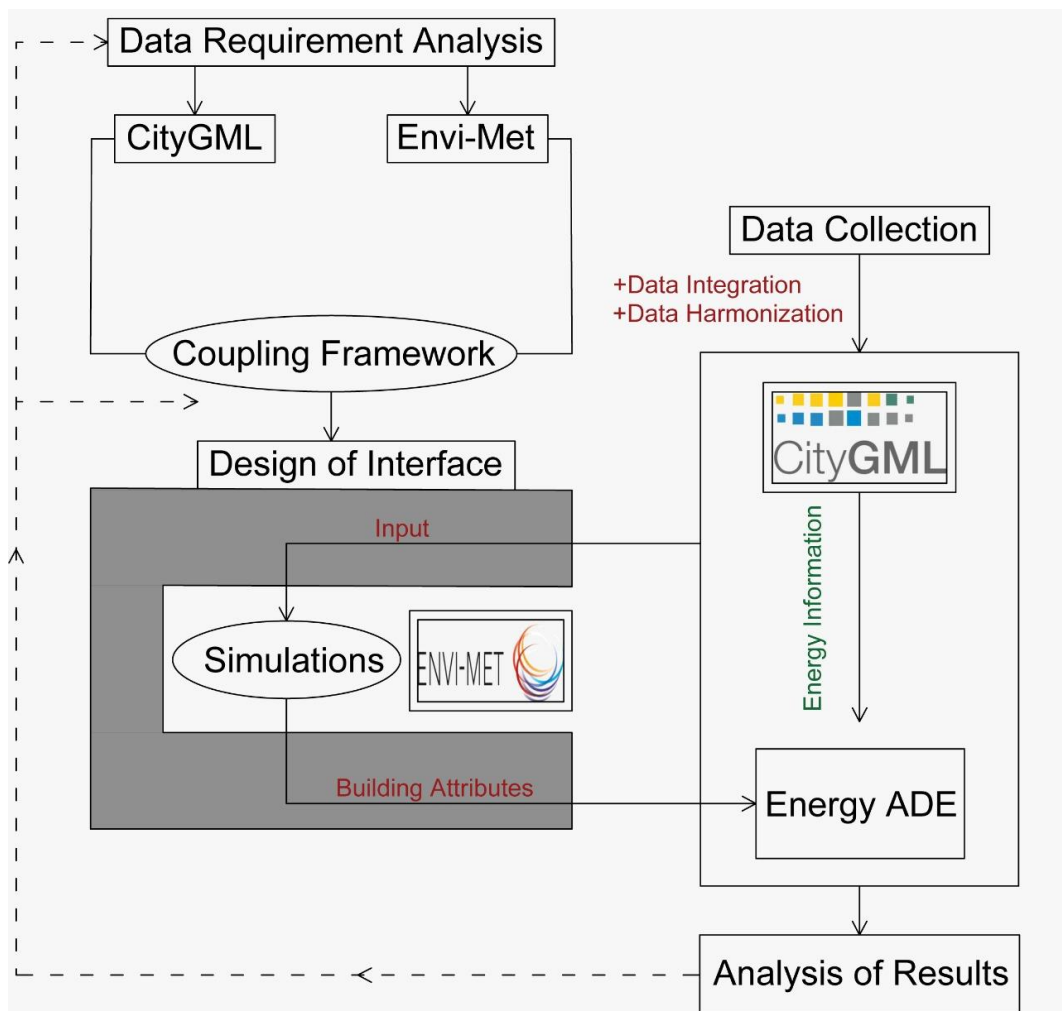 Data Requirement Analysis
CityGML
Envi-Met
Data Collection
+Data Integration
+Data Harmonization
Coupling Framework
CityGML
Design of Interface
Input
Energy Information
Simulations
ENVI-MET
Building Attributes
Energy ADE
Analysis of Results